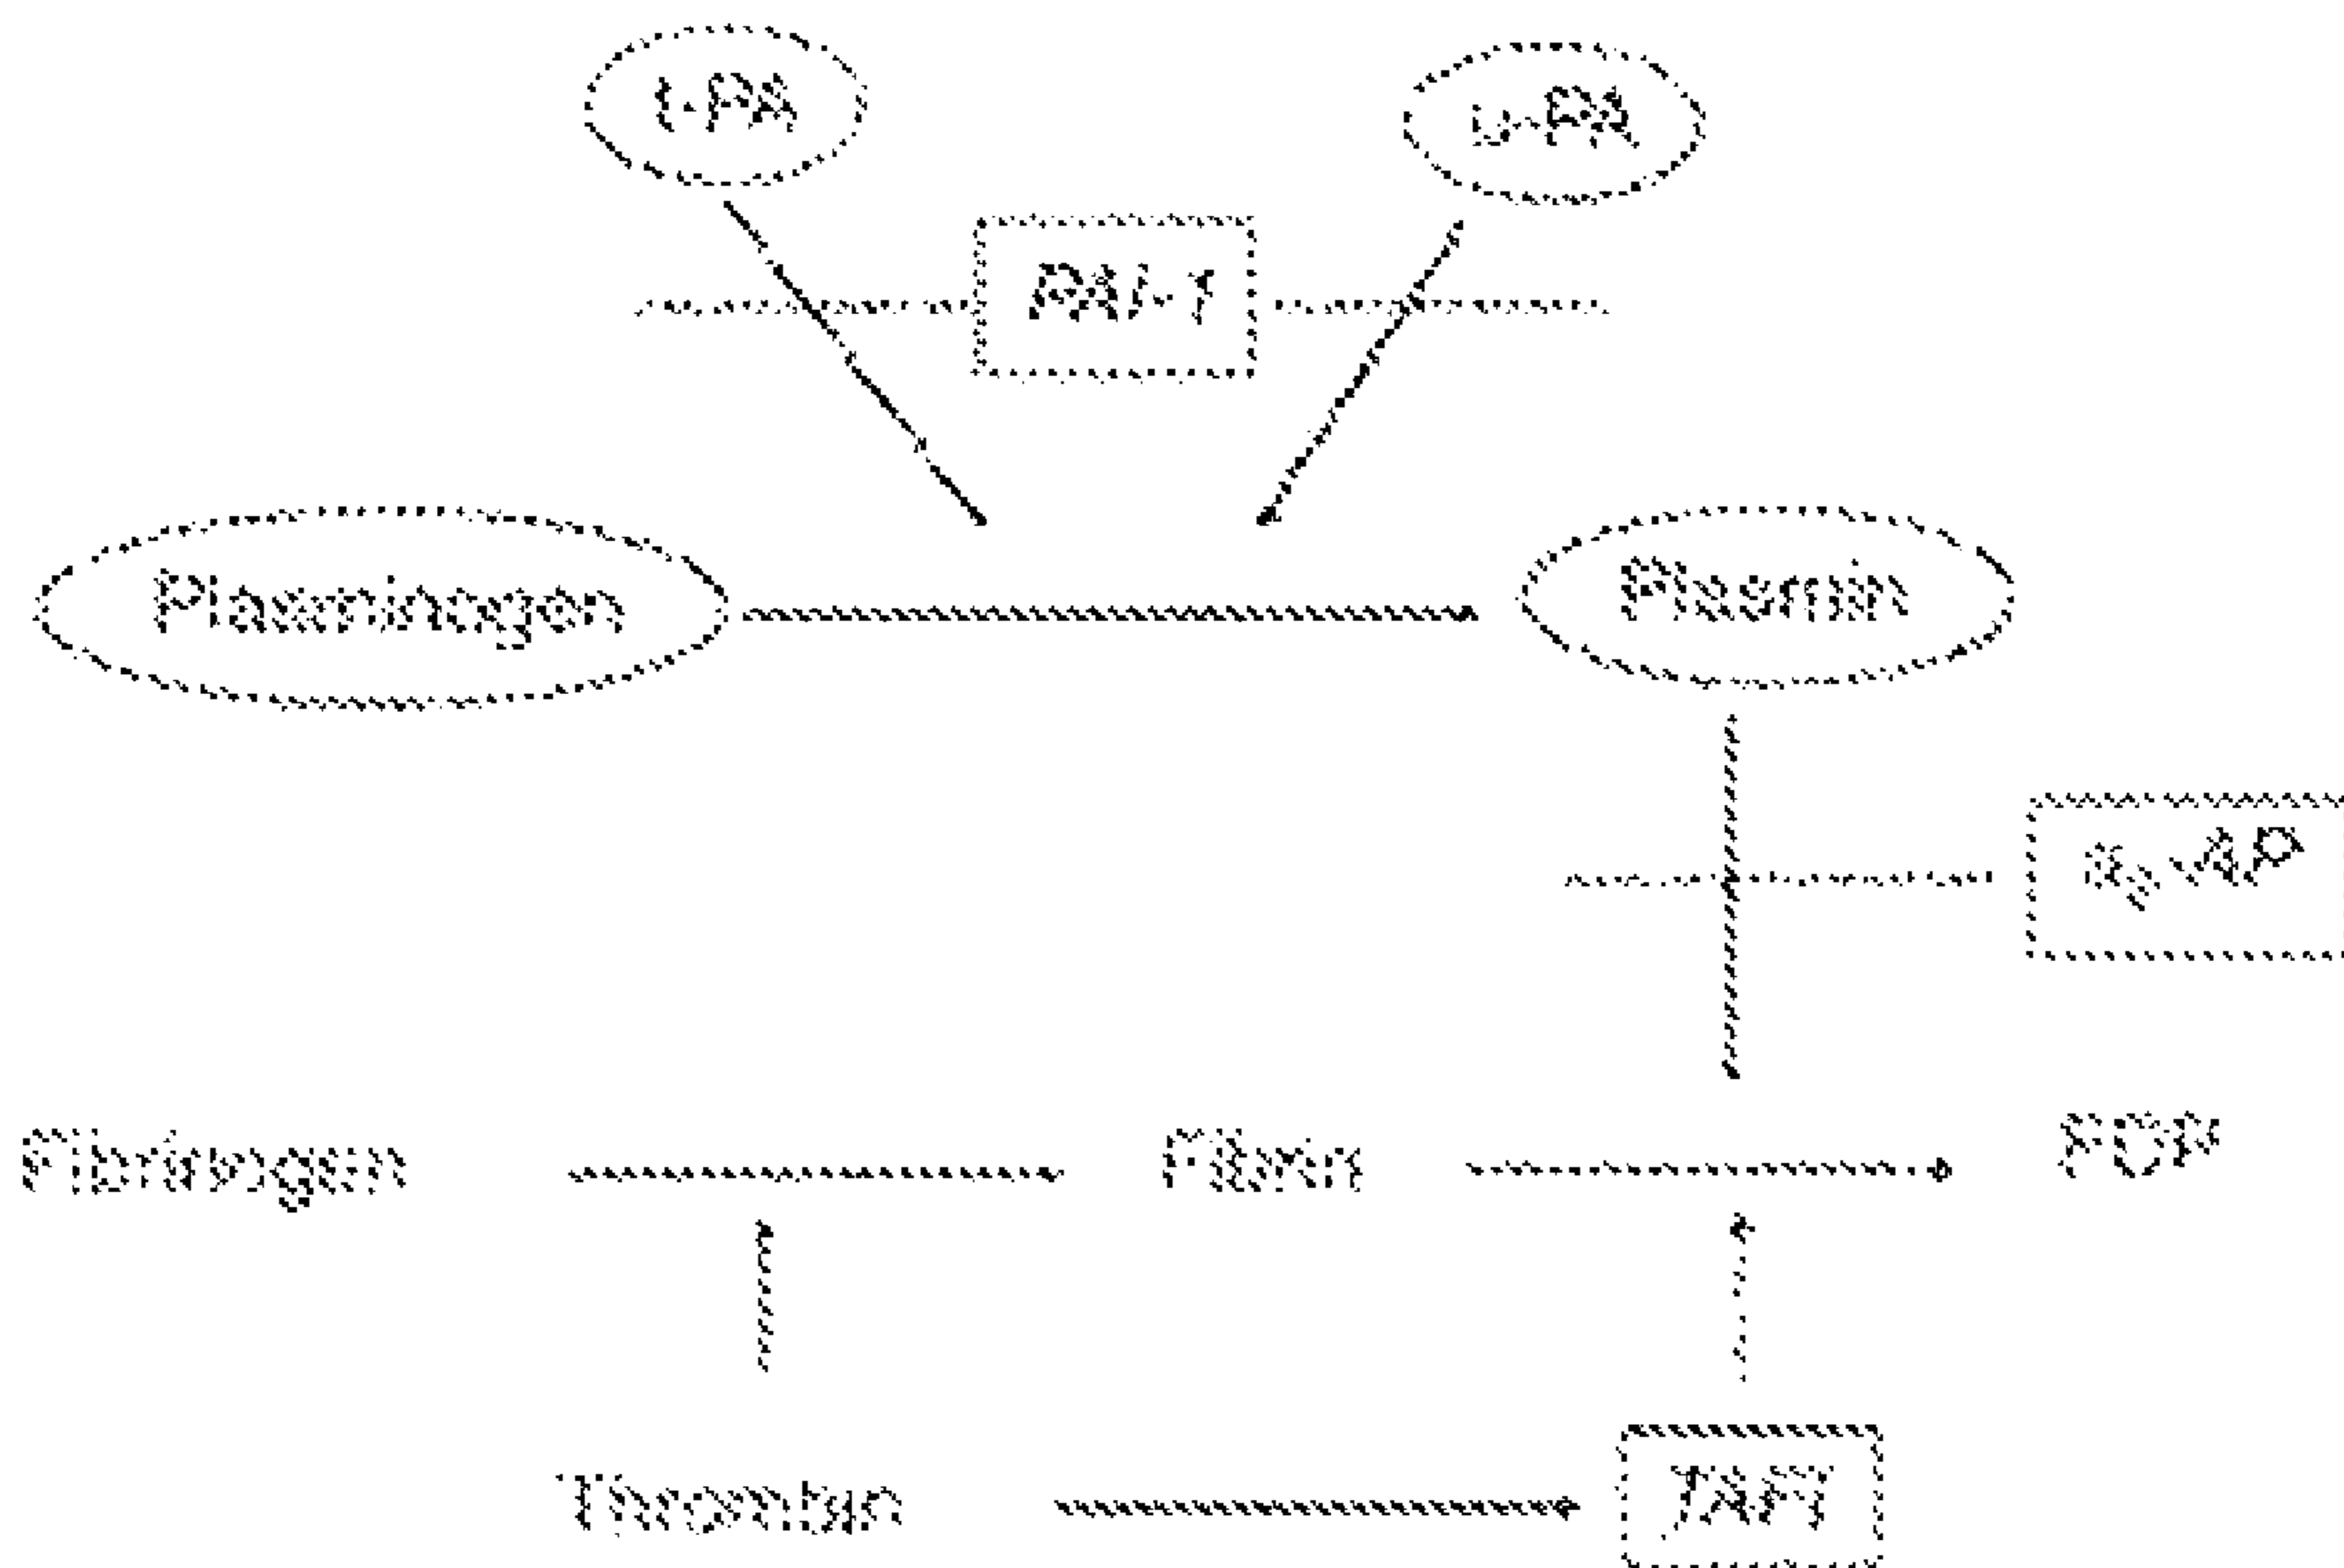 t-PA
u-PA
PAI-1
Plasminogen
Plasmin
α₂-AP
Fibrinogen
Fibrin
FDP
Thrombin
TAFI